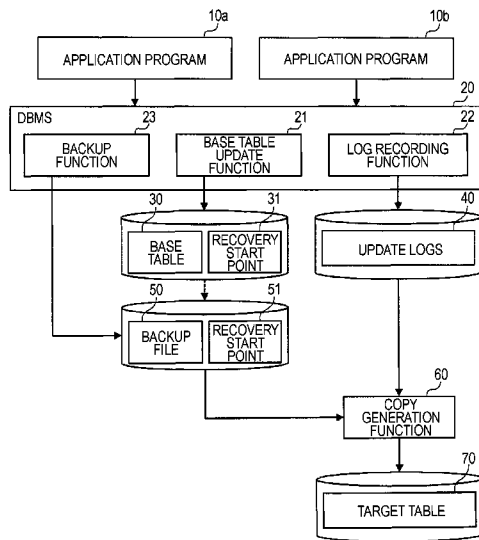 10a
10b
APPLICATION PROGRAM
APPLICATION PROGRAM
20
DBMS
23
21
22
BACKUP
FUNCTION
BASE TABLE
UPDATE
FUNCTION
LOG RECORDING
FUNCTION
30
31
40
BASE
TABLE
RECOVERY
START
POINT
UPDATE LOGS
50
51
BACKUP
FILE
RECOVERY
START
POINT
60
COPY
GENERATION
FUNCTION
70
TARGET TABLE